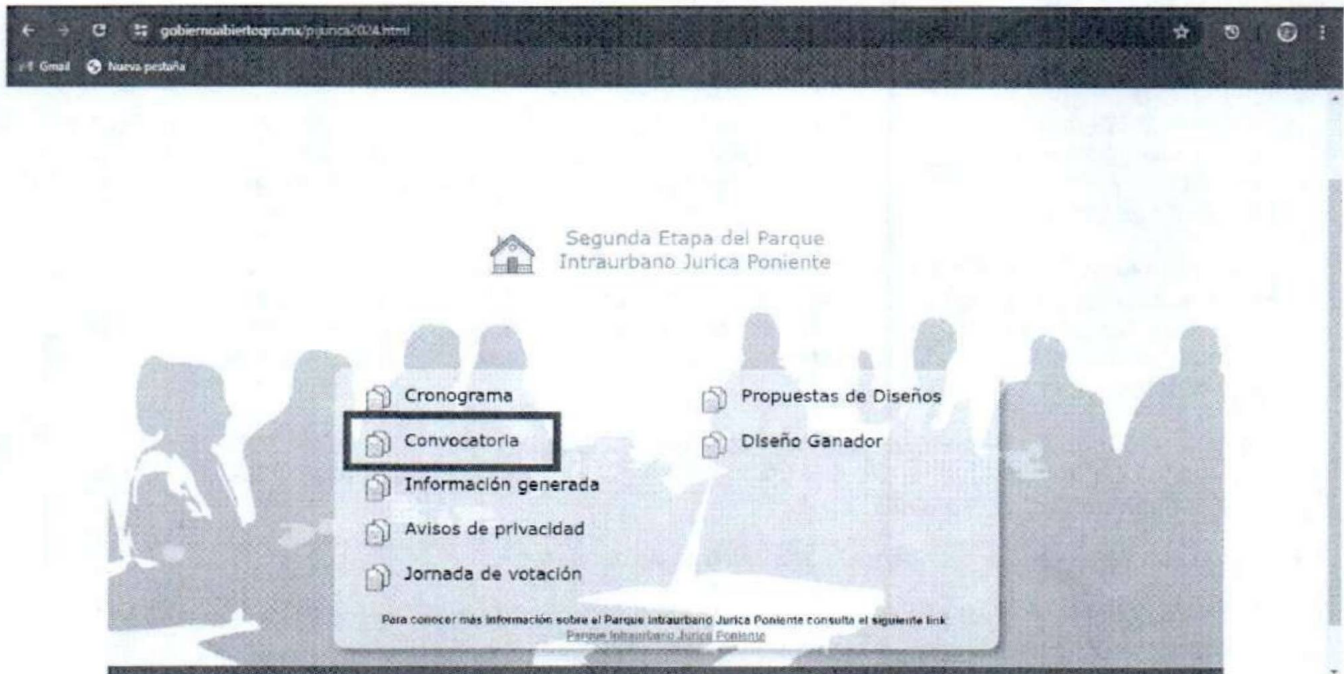 gobiernoabiertoqro.mx/pijurica2024.html
Gmail Nueva pestaña
Segunda Etapa del Parque
Intraurbano Jurica Poniente
Cronograma
Convocatoria
Información generada
Avisos de privacidad
Jornada de votación
Propuestas de Diseños
Diseño Ganador
Para conocer más información sobre el Parque Intraurbano Jurica Poniente consulta el siguiente link
Parque Intraurbano Jurica Poniente